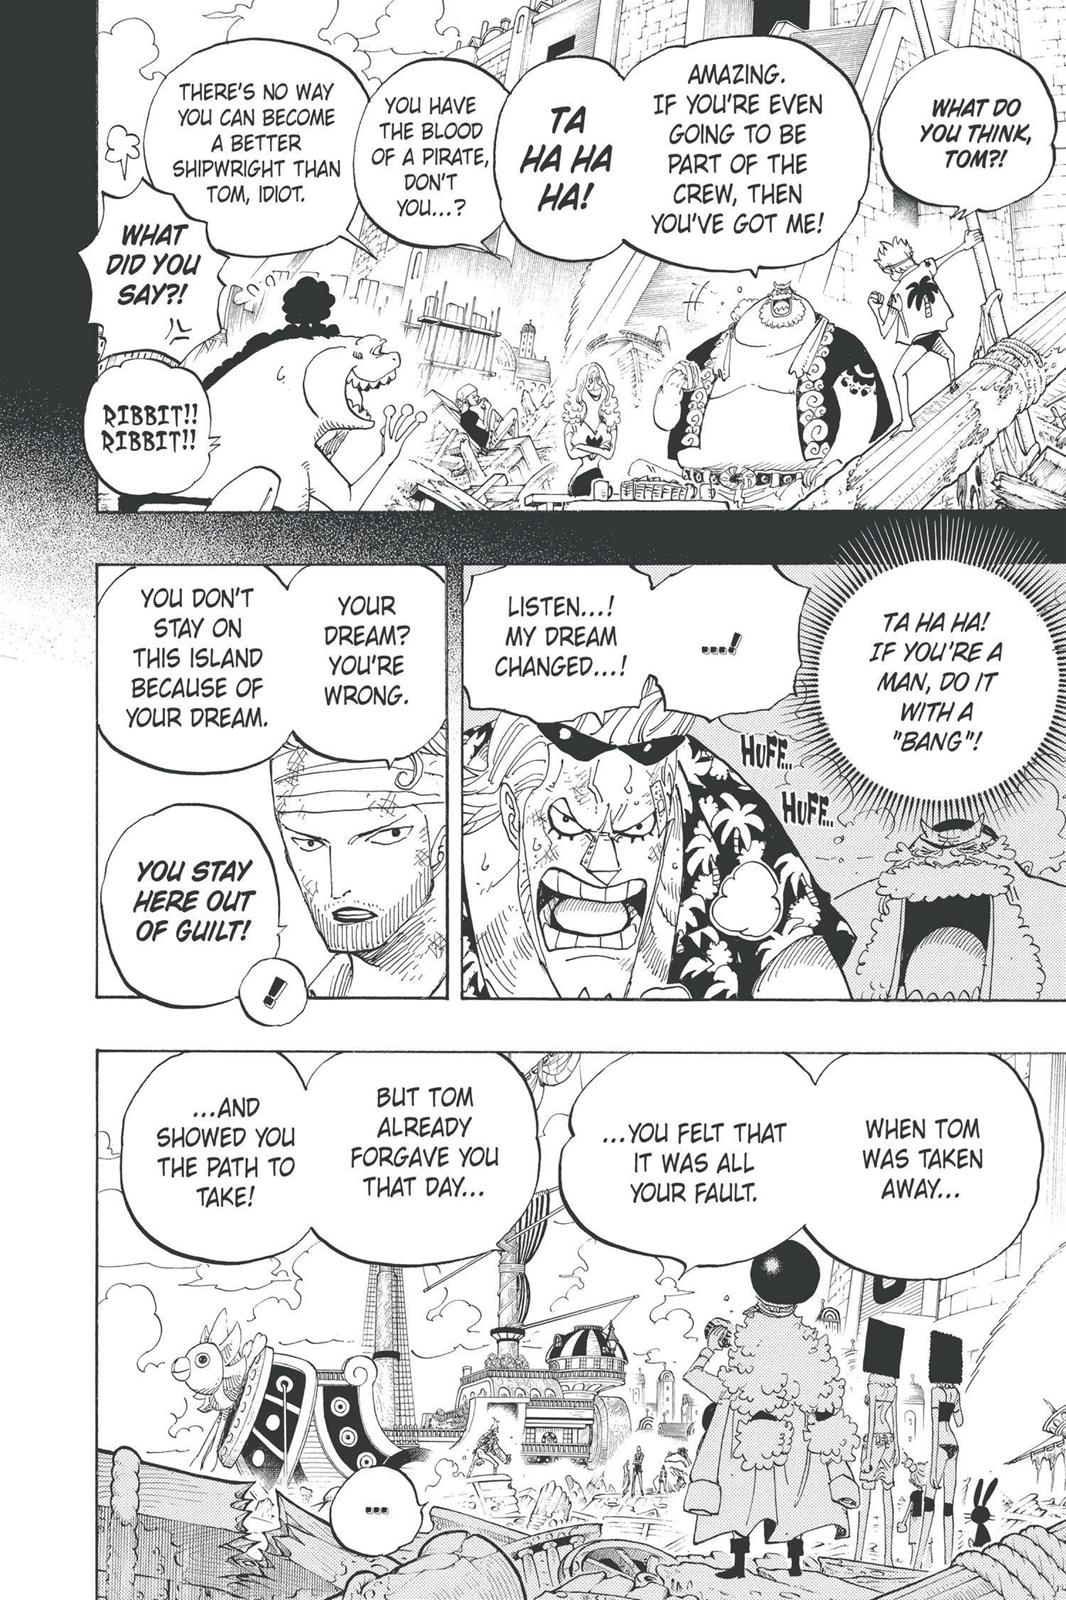 WHAT DO
YOU THINK,
TOM?!
AMAZING.
IF YOU'RE EVEN
GOING TO BE
PART OF THE
CREW, THEN
YOU'VE GOT ME!
TA
HA HA
HA!
YOU HAVE
THE BLOOD
OF A PIRATE,
DON'T
YOU...?
THERE'S NO WAY
YOU CAN BECOME
A BETTER
SHIPWRIGHT THAN
TOM, IDIOT.
WHAT
DID YOU
SAY?!
RIBBIT!!
RIBBIT!!
TA HA HA!
IF YOU'RE A
MAN, DO IT
WITH A
"BANG"!
HUFF...
HUFF...
....!
LISTEN...!
MY DREAM
CHANGED...!
YOUR
DREAM?
YOU'RE
WRONG.
YOU DON'T
STAY ON
THIS ISLAND
BECAUSE OF
YOUR DREAM.
YOU STAY
HERE OUT
OF GUILT!
!
WHEN TOM
WAS TAKEN
AWAY...
...YOU FELT THAT
IT WAS ALL
YOUR FAULT.
BUT TOM
ALREADY
FORGAVE YOU
THAT DAY...
...AND
SHOWED YOU
THE PATH TO
TAKE!
...